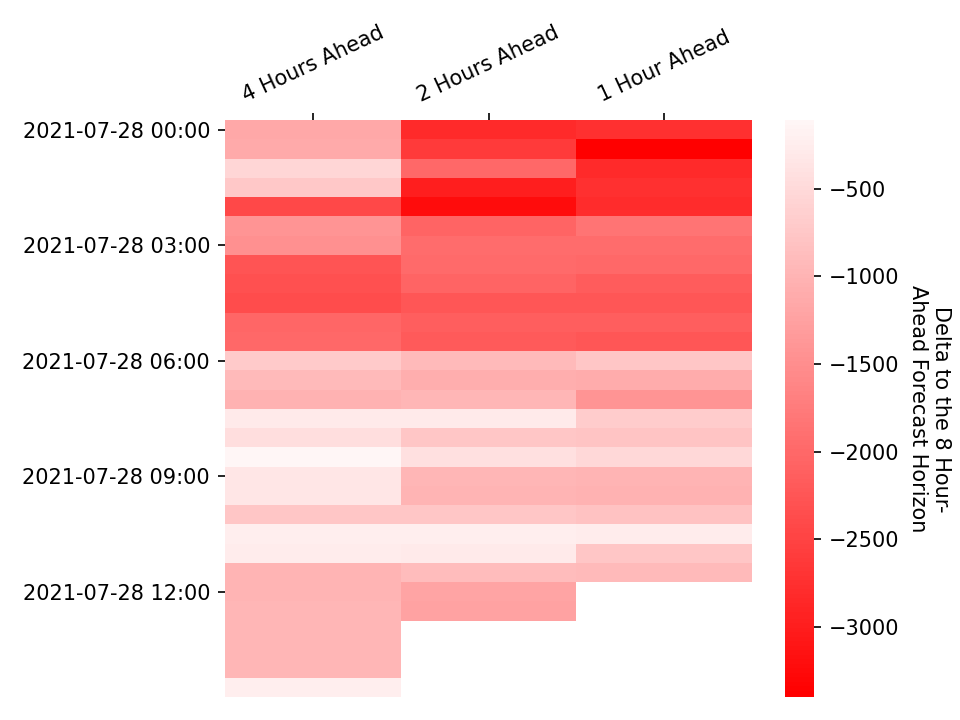 4 Hours Ahead
2 Hours Ahead
1 Hour Ahead
2021-07-28 00:00
2021-07-28 03:00
2021-07-28 06:00
2021-07-28 09:00
2021-07-28 12:00
−500
−1000
−1500
−2000
−2500
−3000
Delta to the 8 Hour-
Ahead Forecast Horizon